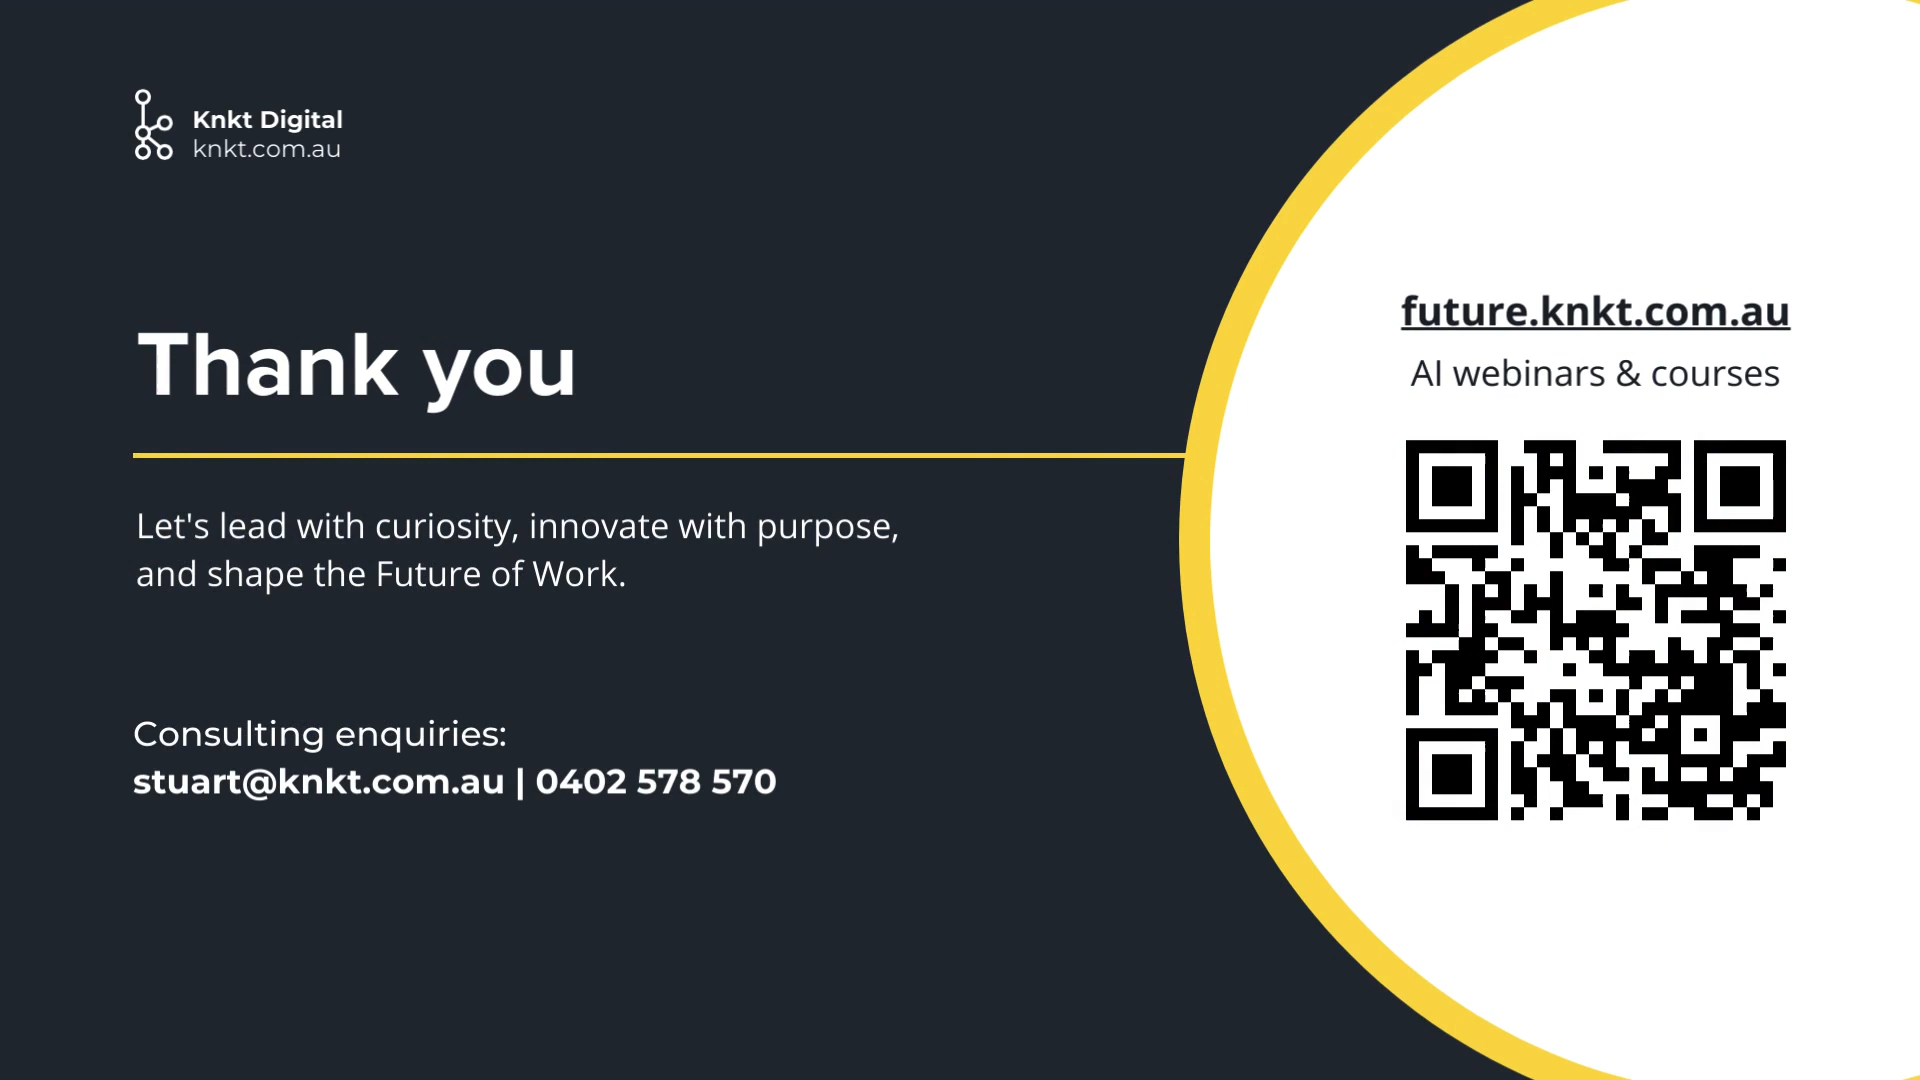 Knkt Digital
knkt.com.au
Thank you
Let's lead with curiosity, innovate with purpose,
and shape the Future of Work.
Consulting enquiries:
stuart@knkt.com.au | 0402 578 570
future.knkt.com.au
AI webinars & courses